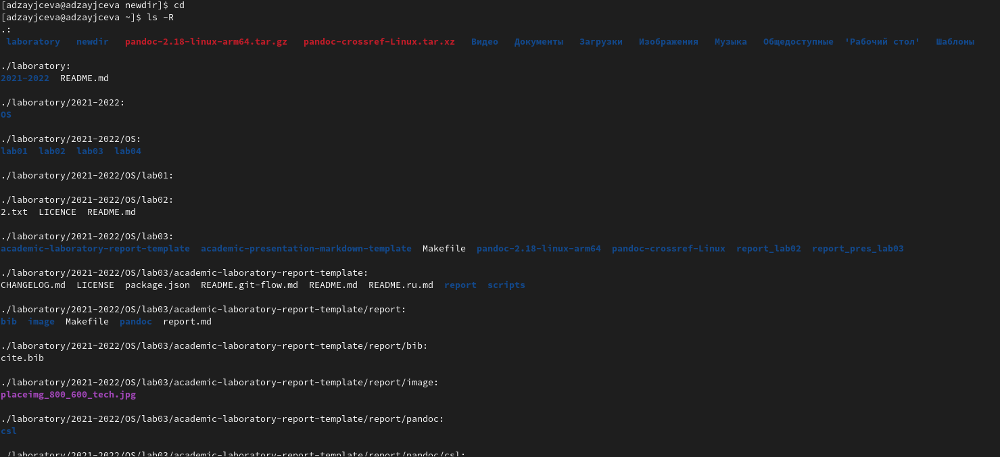 [adzayjceva@adzayjceva newdir]$ cd
[adzayjceva@adzayjceva ~]$ ls -R
.:
laboratory newdir pandoc-2.18-linux-arm64.tar.gz pandoc-crossref-Linux.tar.xz Видео Документы Загрузки Изображения Музыка Общедоступные 'Рабочий стол' Шаблоны
./laboratory:
2021-2022 README.md
./laboratory/2021-2022:
OS
./laboratory/2021-2022/OS:
lab01 lab02 lab03 lab04
./laboratory/2021-2022/OS/lab01:
./laboratory/2021-2022/OS/lab02:
2.txt LICENCE README.md
./laboratory/2021-2022/OS/lab03:
academic-laboratory-report-template academic-presentation-markdown-template Makefile pandoc-2.18-linux-arm64 pandoc-crossref-Linux report_lab02 report_pres_lab03
./laboratory/2021-2022/OS/lab03/academic-laboratory-report-template:
CHANGELOG.md LICENSE package.json README.git-flow.md README.md README.ru.md report scripts
./laboratory/2021-2022/OS/lab03/academic-laboratory-report-template/report:
bib image Makefile pandoc report.md
./laboratory/2021-2022/OS/lab03/academic-laboratory-report-template/report/bib:
cite.bib
./laboratory/2021-2022/OS/lab03/academic-laboratory-report-template/report/image:
placeimg_800_600_tech.jpg
./laboratory/2021-2022/OS/lab03/academic-laboratory-report-template/report/pandoc:
csl
./laboratory/2021-2022/OS/lab03/academic-laboratory-report-template/report/pandoc/csl: